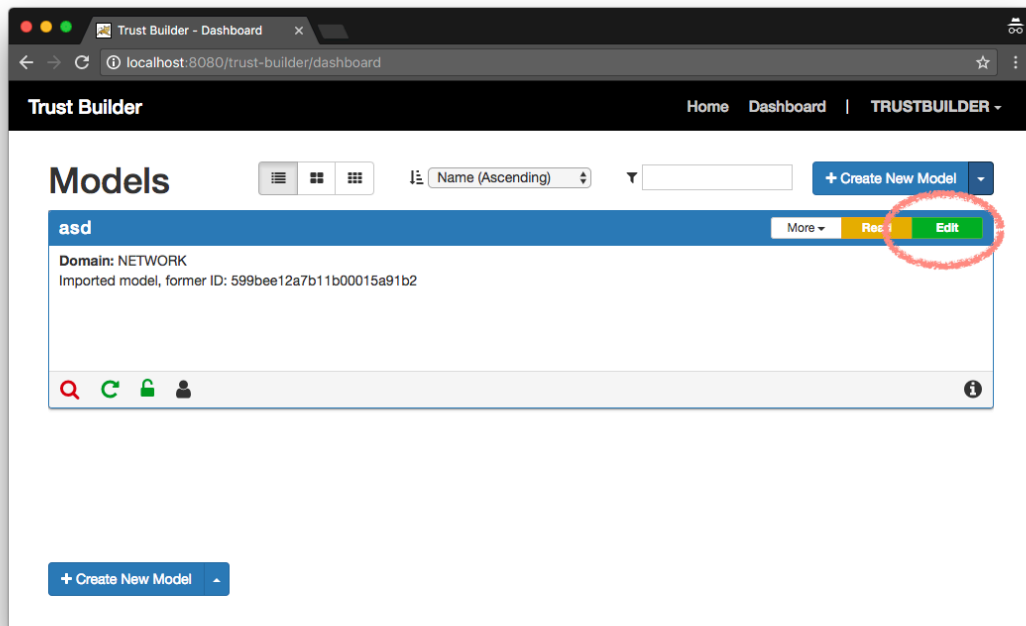 Trust Builder - Dashboard
localhost:8080/trust-builder/dashboard
Trust Builder Home Dashboard | TRUSTBUILDER
Models Name (Ascending) + Create New Model
asd More Read Edit
Domain: NETWORK
Imported model, former ID: 599bee12a7b11b00015a91b2
+ Create New Model